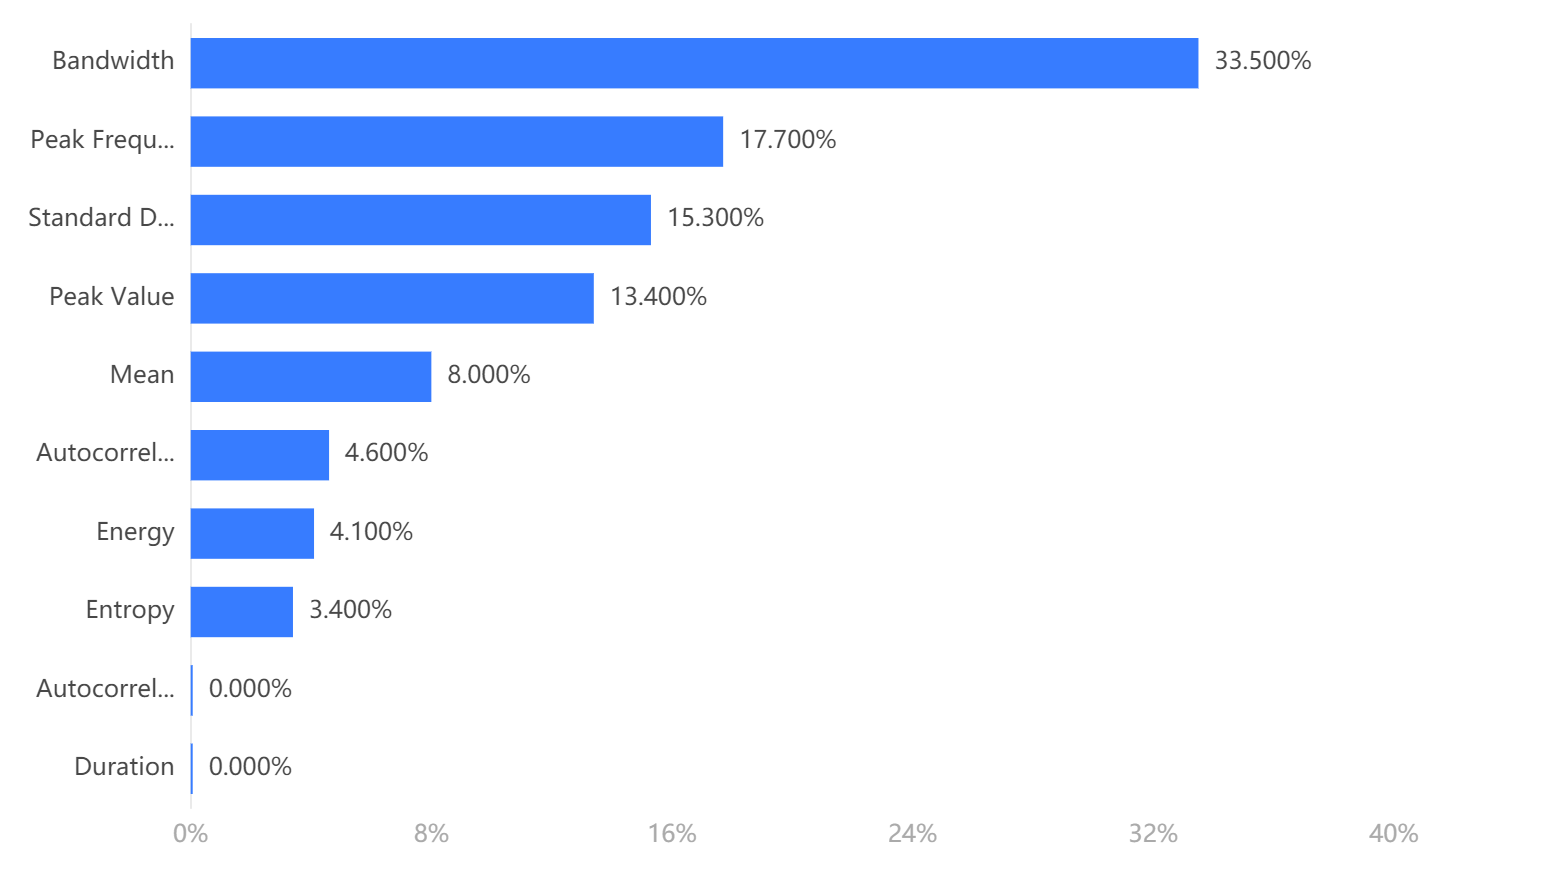 Bandwidth 33.500%
Peak Frequ... 17.700%
Standard D... 15.300%
Peak Value 13.400%
Mean 8.000%
Autocorrel... 4.600%
Energy 4.100%
Entropy 3.400%
Autocorrel... 0.000%
Duration 0.000%
0% 8% 16% 24% 32% 40%